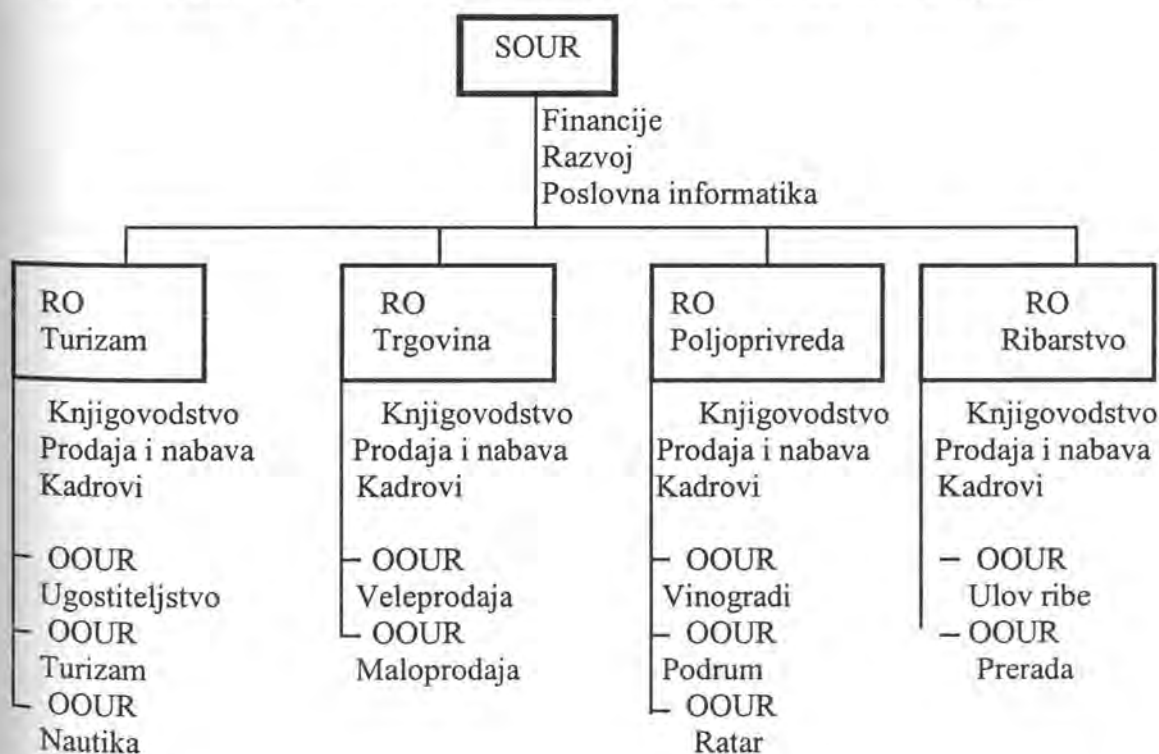 SOUR
Financije
Razvoj
Poslovna informatika
RO
Turizam
Knjigovodstvo
Prodaja i nabava
Kadrovi
– OOUR
Ugostiteljstvo
– OOUR
Turizam
– OOUR
Nautika
RO
Trgovina
Knjigovodstvo
Prodaja i nabava
Kadrovi
– OOUR
Veleprodaja
– OOUR
Maloprodaja
RO
Poljoprivreda
Knjigovodstvo
Prodaja i nabava
Kadrovi
– OOUR
Vinogradi
– OOUR
Podrum
– OOUR
Ratar
RO
Ribarstvo
Knjigovodstvo
Prodaja i nabava
Kadrovi
– OOUR
Ulov ribe
– OOUR
Prerada